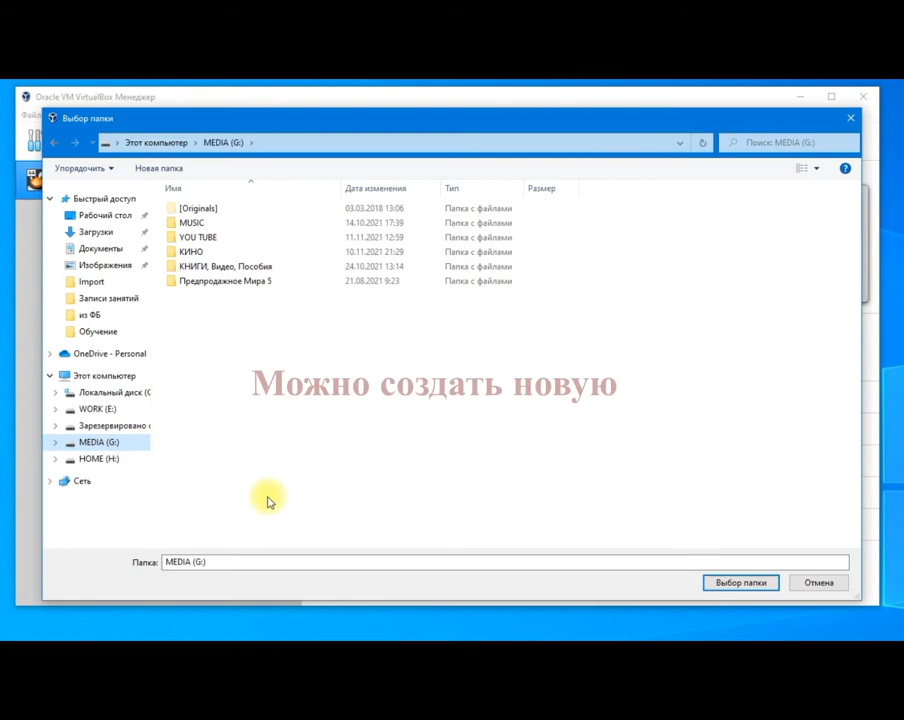 Oracle VM VirtualBox Менеджер
Файл
Выбор папки
Этот компьютер
MEDIA (G:)
Поиск: MEDIA (G:)
Упорядочить
Новая папка
Имя
Дата изменения
Тип
Размер
Быстрый доступ
Рабочий стол
Загрузки
Документы
Изображения
Import
Записи занятий
из ФБ
Обучение
OneDrive - Personal
Этот компьютер
Локальный диск (C
WORK (E:)
Зарезервировано с
MEDIA (G:)
HOME (H:)
Сеть
[Originals] 03.03.2018 13:06 Папка с файлами
MUSIC 14.10.2021 17:39 Папка с файлами
YOU TUBE 11.11.2021 12:59 Папка с файлами
КИНО 10.11.2021 21:29 Папка с файлами
КНИГИ, Видео, Пособия 24.10.2021 13:14 Папка с файлами
Предпродажное Мира 5 21.08.2021 9:23 Папка с файлами
Можно создать новую
Папка: MEDIA (G:)
Выбор папки
Отмена